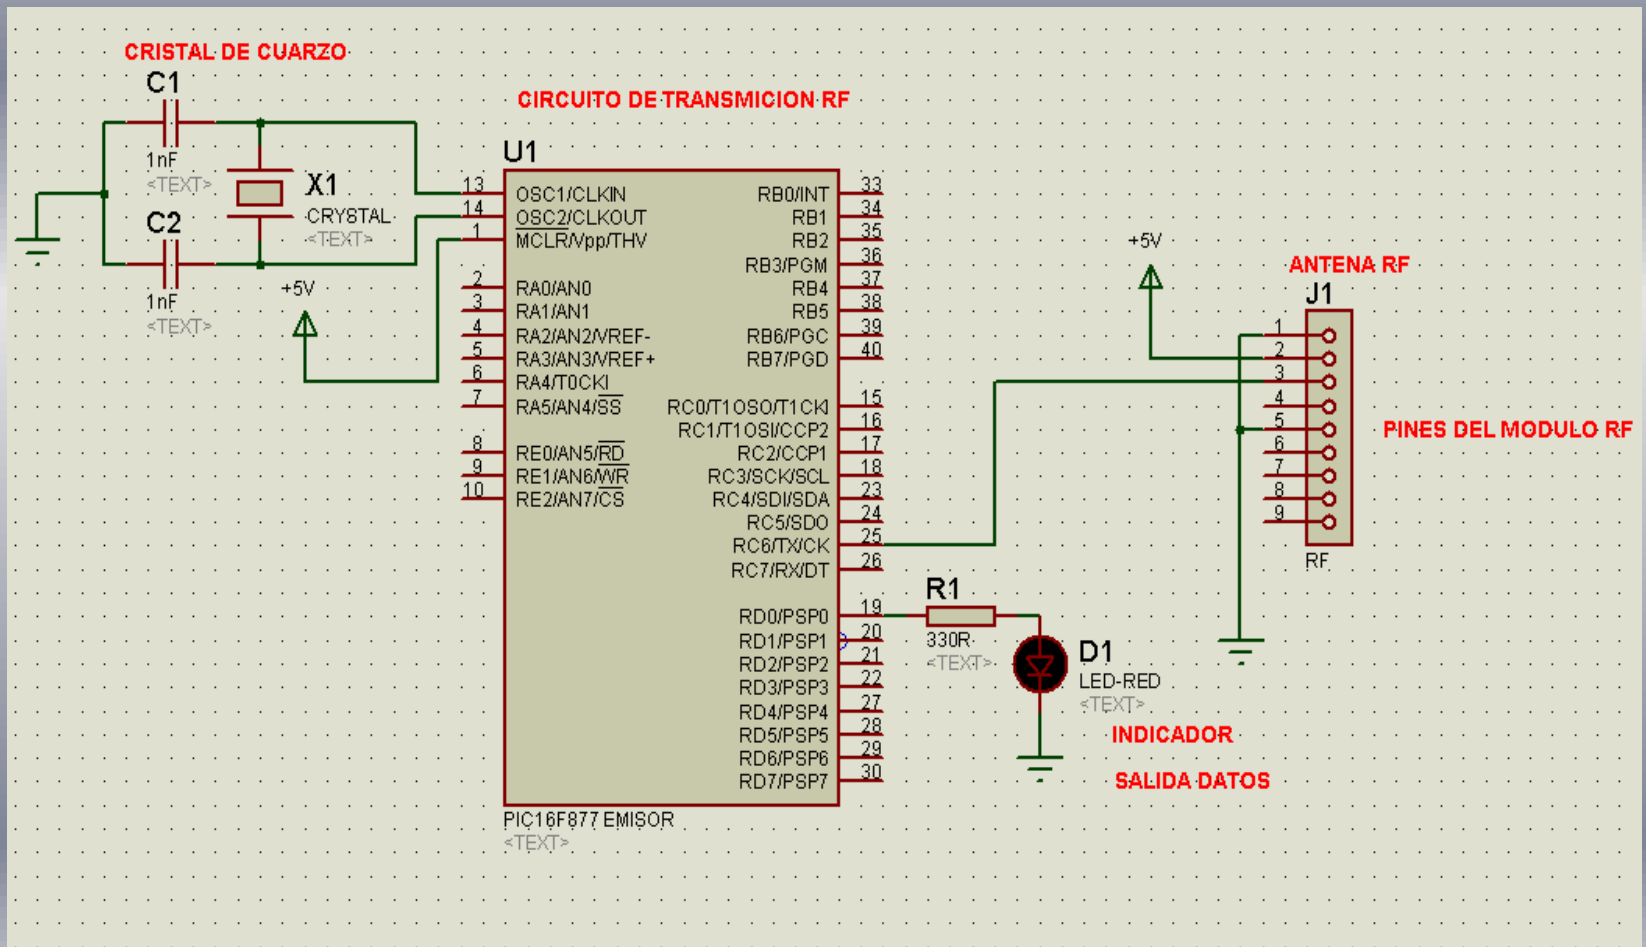 CRISTAL DE CUARZO
C1
1nF
<TEXT>
X1
CRYSTAL
<TEXT>
C2
1nF
<TEXT>
+5V
CIRCUITO DE TRANSMICION RF
U1
13 OSC1/CLKIN
14 OSC2/CLKOUT
1 MCLR/Vpp/THV
2 RA0/AN0
3 RA1/AN1
4 RA2/AN2/VREF-
5 RA3/AN3/VREF+
6 RA4/T0CKI
7 RA5/AN4/SS
8 RE0/AN5/RD
9 RE1/AN6/WR
10 RE2/AN7/CS
RB0/INT 33
RB1 34
RB2 35
RB3/PGM 36
RB4 37
RB5 38
RB6/PGC 39
RB7/PGD 40
RC0/T1OSO/T1CKI 15
RC1/T1OSI/CCP2 16
RC2/CCP1 17
RC3/SCK/SCL 18
RC4/SDI/SDA 23
RC5/SDO 24
RC6/TX/CK 25
RC7/RX/DT 26
RD0/PSP0 19
RD1/PSP1 20
RD2/PSP2 21
RD3/PSP3 22
RD4/PSP4 27
RD5/PSP5 28
RD6/PSP6 29
RD7/PSP7 30
PIC16F877 EMISOR
<TEXT>
R1
330R
<TEXT>
D1
LED-RED
<TEXT>
INDICADOR
SALIDA DATOS
+5V
ANTENA RF
J1
1
2
3
4
5
6
7
8
9
RF
PINES DEL MODULO RF